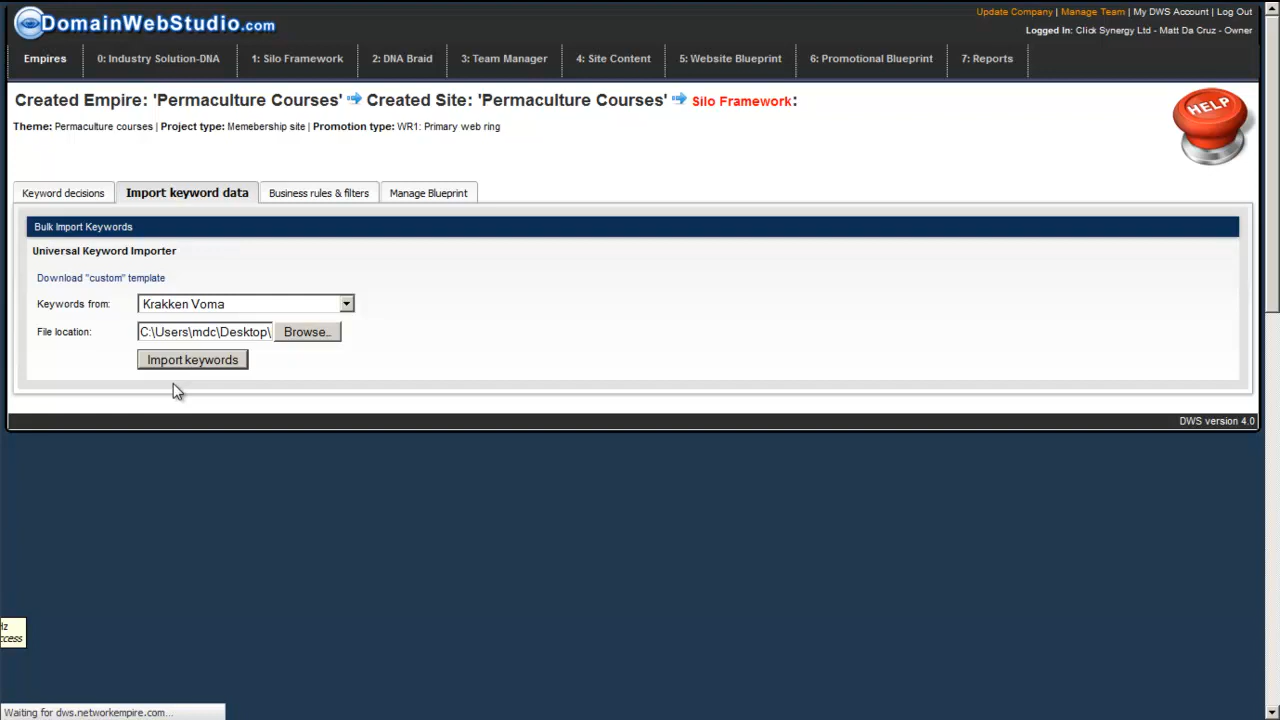 DomainWebStudio.com
Update Company | Manage Team | My DWS Account | Log Out
Logged In: Click Synergy Ltd - Matt Da Cruz - Owner
Empires
0: Industry Solution-DNA
1: Silo Framework
2: DNA Braid
3: Team Manager
4: Site Content
5: Website Blueprint
6: Promotional Blueprint
7: Reports
Created Empire: 'Permaculture Courses' Created Site: 'Permaculture Courses' Silo Framework:
HELP
Theme: Permaculture courses | Project type: Memebership site | Promotion type: WR1: Primary web ring
Keyword decisions
Import keyword data
Business rules & filters
Manage Blueprint
Bulk Import Keywords
Universal Keyword Importer
Download "custom" template
Keywords from: Krakken Voma
File location: C:\Users\mdc\Desktop\ Browse...
Import keywords
DWS version 4.0
Hz
ccess
Waiting for dws.networkempire.com...